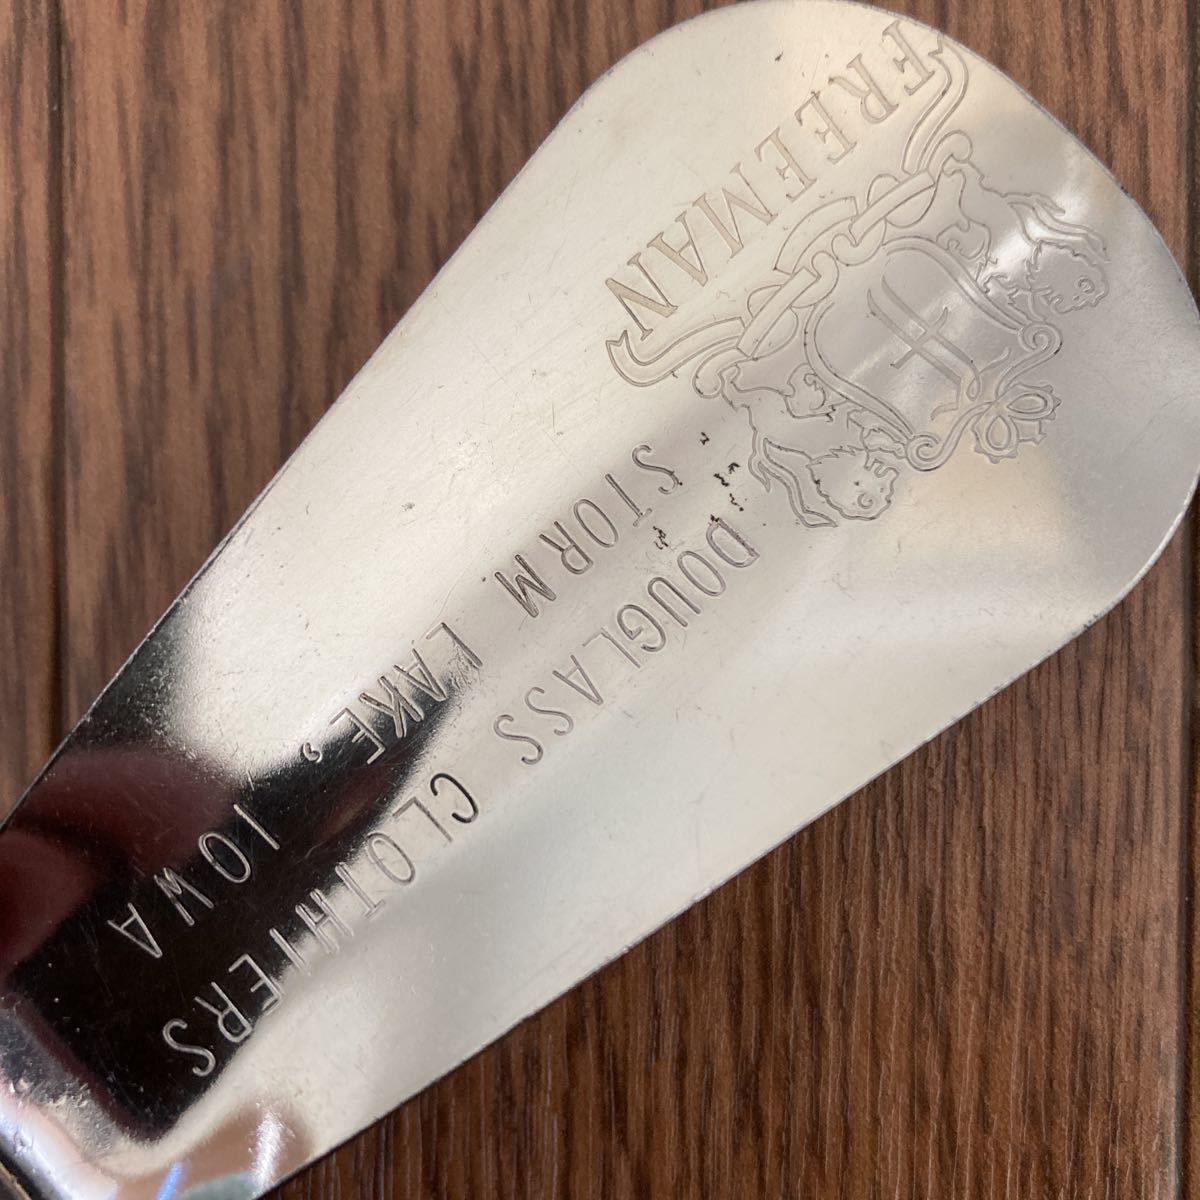 FREEMAN
F
DOUGLASS CLOTHIERS
STORM LAKE, IOWA